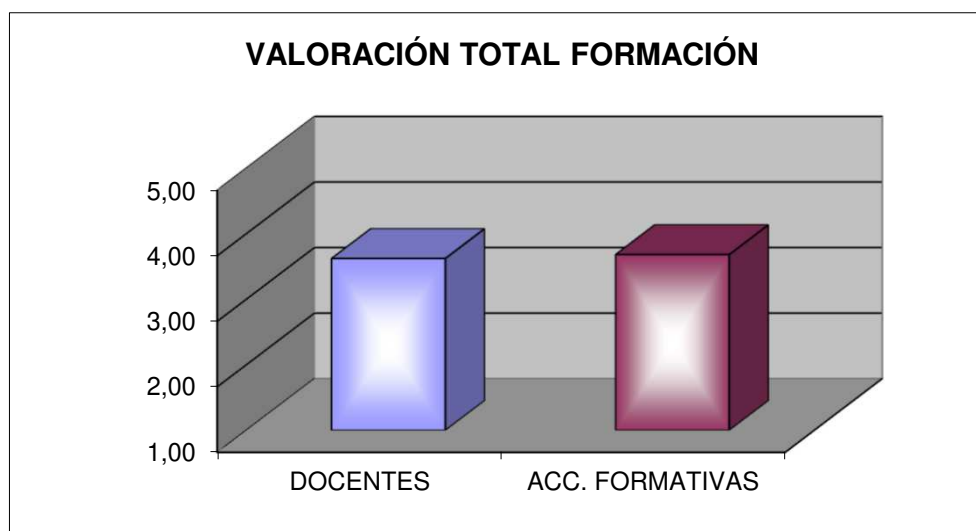 VALORACIÓN TOTAL FORMACIÓN
5,00
4,00
3,00
2,00
1,00
DOCENTES ACC. FORMATIVAS